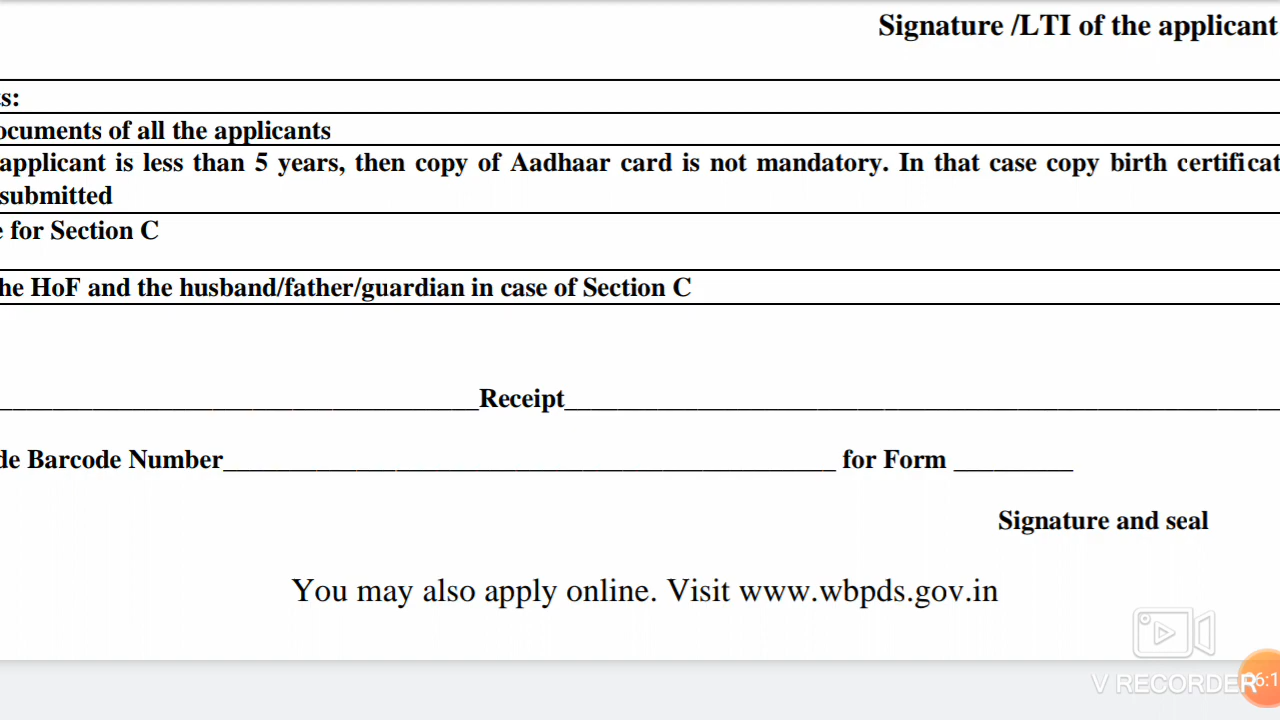 Signature /LTI of the applicant
s:
ocuments of all the applicants
applicant is less than 5 years, then copy of Aadhaar card is not mandatory. In that case copy birth certificat
submitted
e for Section C
he HoF and the husband/father/guardian in case of Section C
______________________________Receipt______________________________
de Barcode Number______________________________ for Form _________
Signature and seal
You may also apply online. Visit www.wbpds.gov.in
V RECORDER